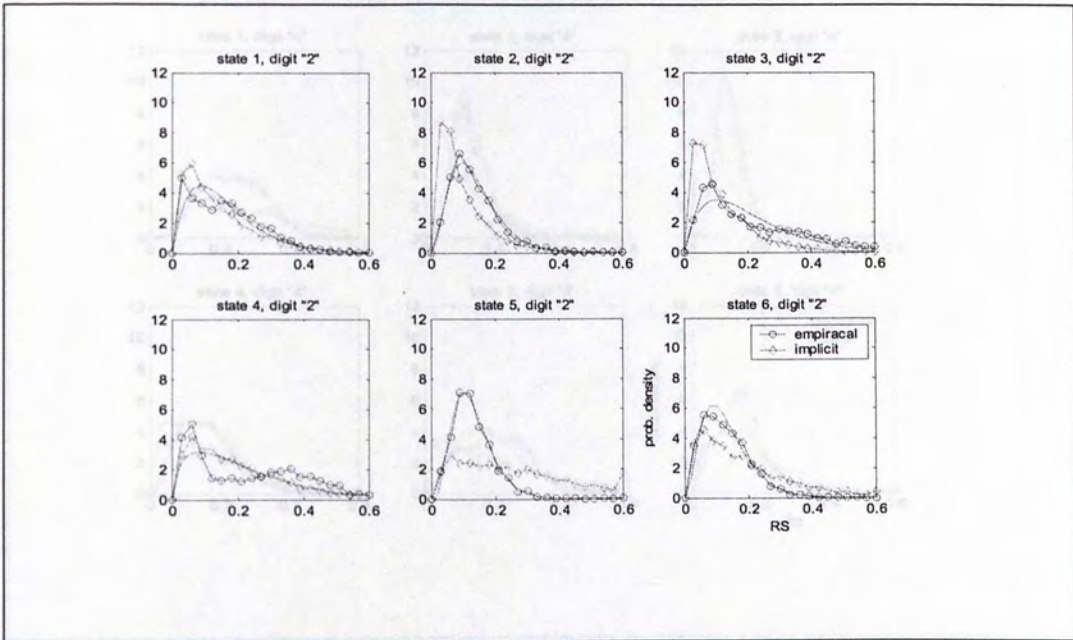 state 1, digit "2"
state 2, digit "2"
state 3, digit "2"
12 10 8 6 4 2 0
0 0.2 0.4 0.6
12 10 8 6 4 2 0
0 0.2 0.4 0.6
12 10 8 6 4 2 0
0 0.2 0.4 0.6
state 4, digit "2"
state 5, digit "2"
state 6, digit "2"
12 10 8 6 4 2 0
0 0.2 0.4 0.6
12 10 8 6 4 2 0
0 0.2 0.4 0.6
prob. density
12 10 8 6 4 2 0
empiracal
implicit
0 0.2 0.4 0.6
RS